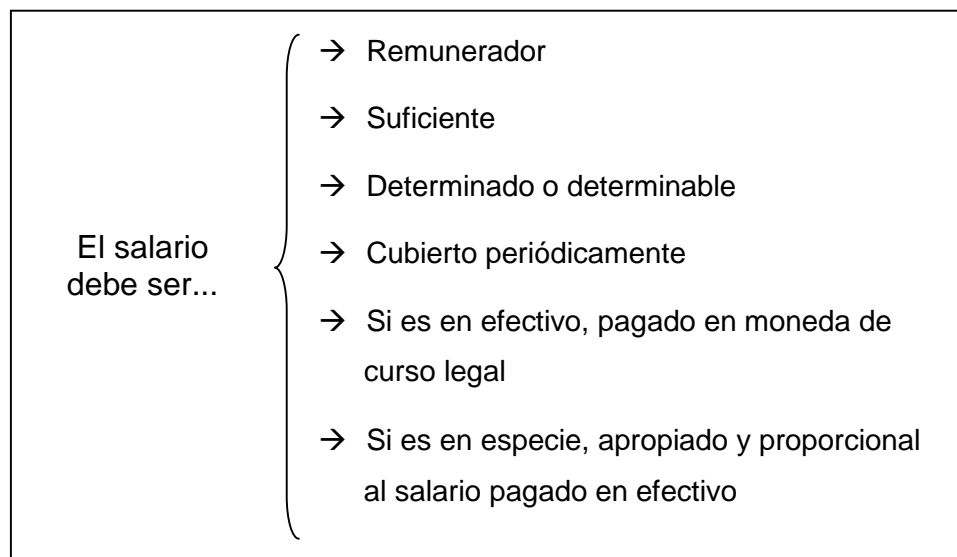 El salario
debe ser...
→ Remunerador
→ Suficiente
→ Determinado o determinable
→ Cubierto periódicamente
→ Si es en efectivo, pagado en moneda de
curso legal
→ Si es en especie, apropiado y proporcional
al salario pagado en efectivo